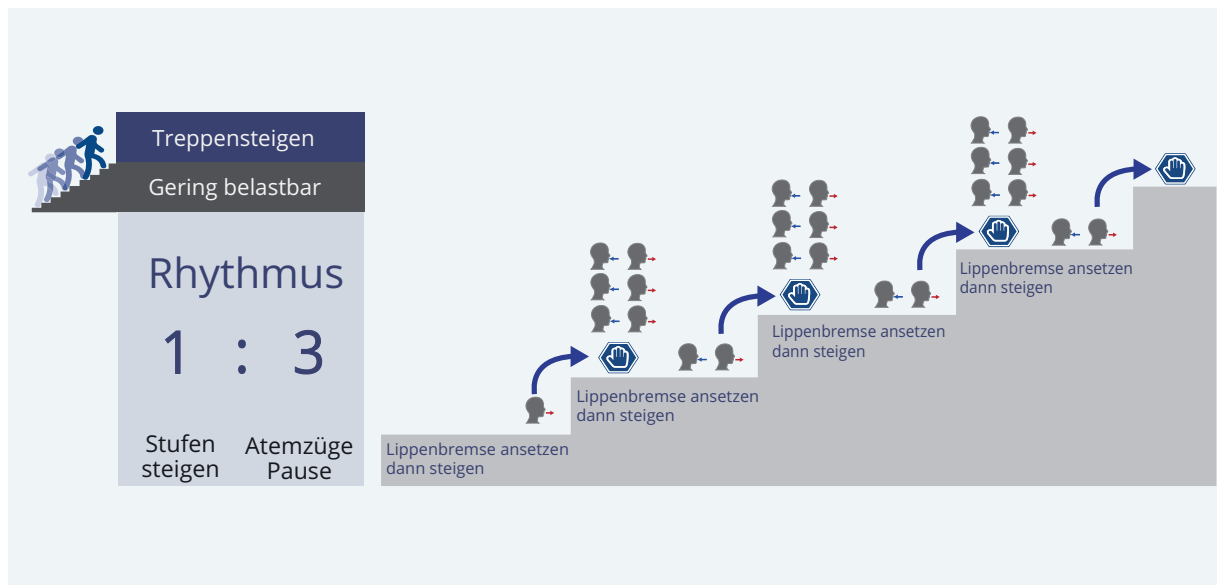 Treppensteigen
Gering belastbar
Rhythmus
1 : 3
Stufen
steigen
Atemzüge
Pause
Lippenbremse ansetzen
dann steigen
Lippenbremse ansetzen
dann steigen
Lippenbremse ansetzen
dann steigen
Lippenbremse ansetzen
dann steigen